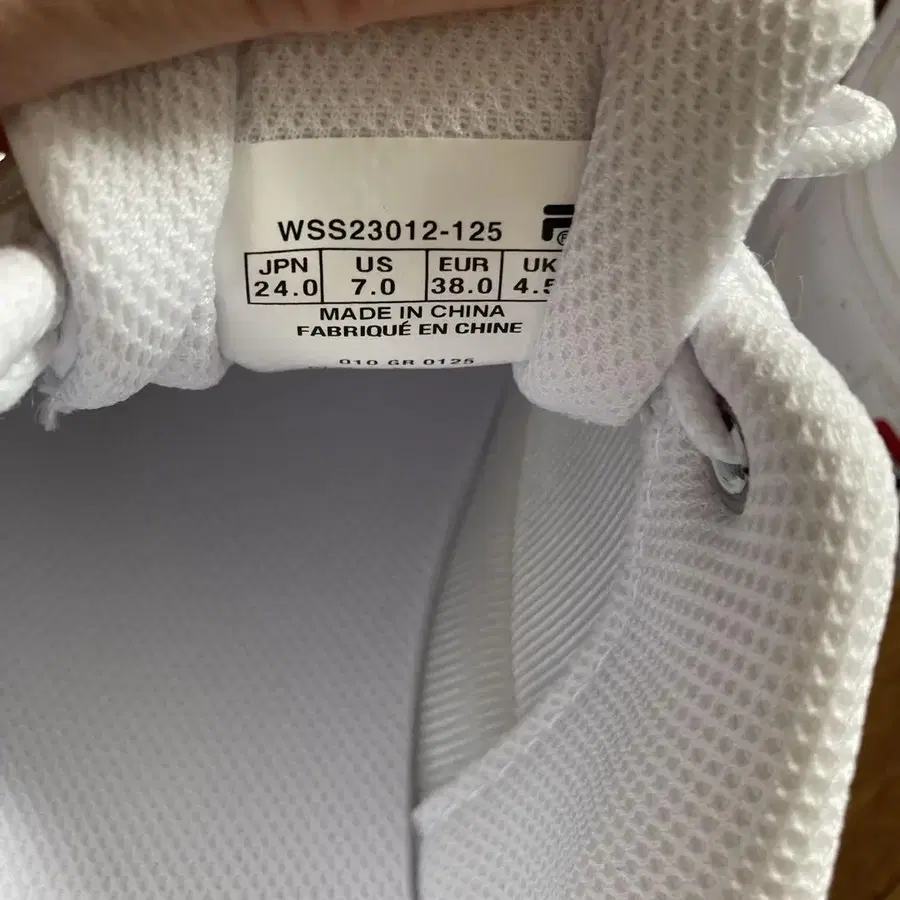 WSS23012-125
JPN US EUR UK
24.0 7.0 38.0 4.5
MADE IN CHINA
FABRIQUÉ EN CHINE
010 GR 0125